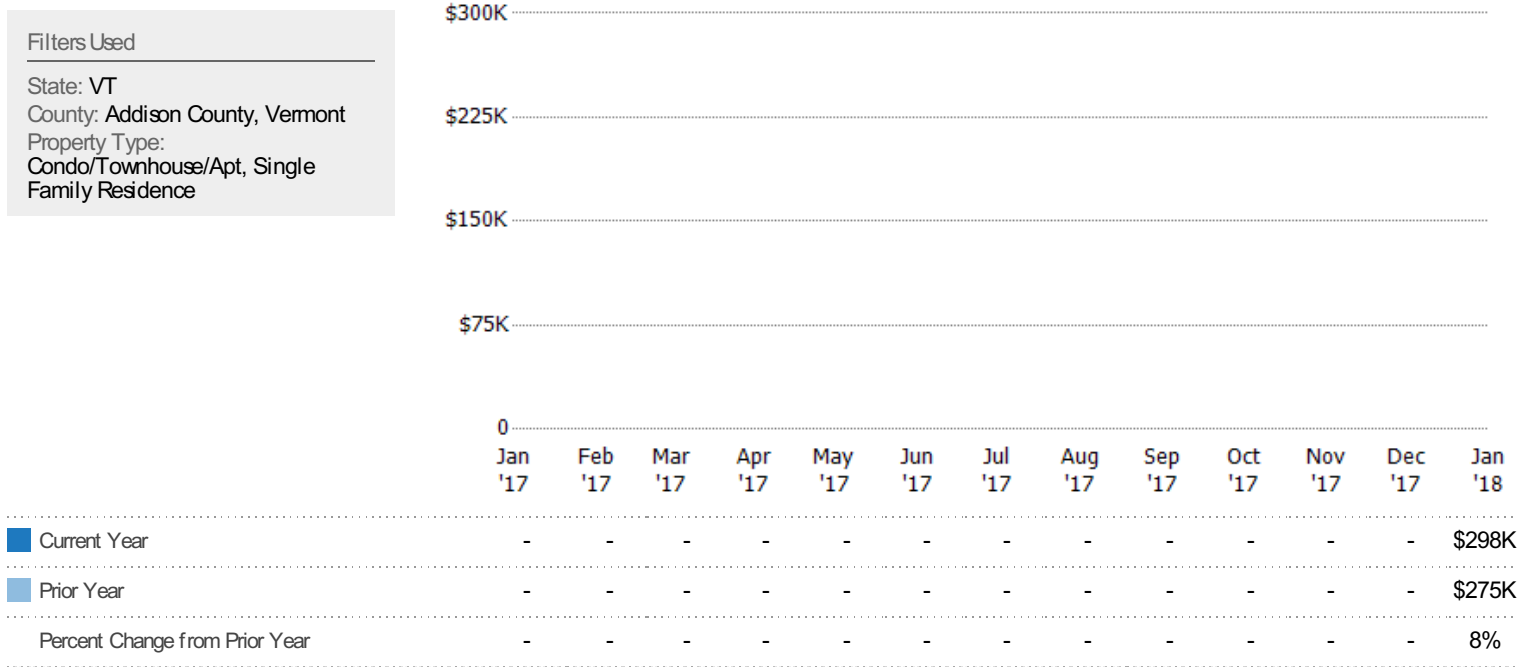 Filters Used
State: VT
County: Addison County, Vermont
Property Type:
Condo/Townhouse/Apt, Single
Family Residence
$300K
$225K
$150K
$75K
0
Jan Feb Mar Apr May Jun Jul Aug Sep Oct Nov Dec Jan
'17 '17 '17 '17 '17 '17 '17 '17 '17 '17 '17 '17 '18
Current Year - - - - - - - - - - - - $298K
Prior Year - - - - - - - - - - - - $275K
Percent Change from Prior Year - - - - - - - - - - - - 8%